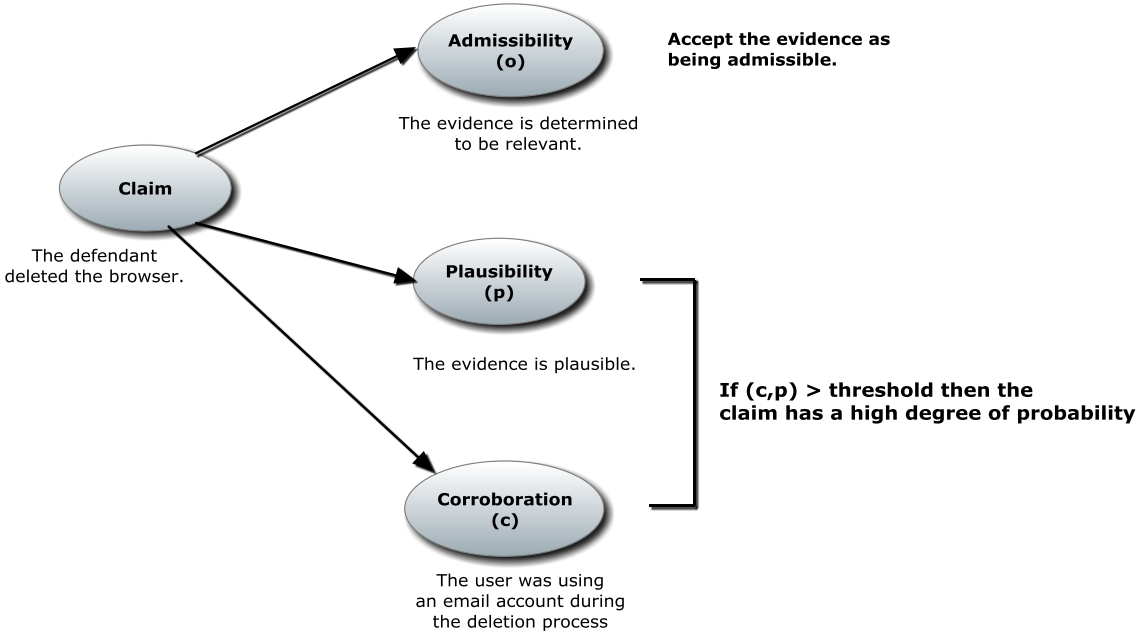 Admissibility
(o)
Accept the evidence as
being admissible.
The evidence is determined
to be relevant.
Claim
The defendant
deleted the browser.
Plausibility
(p)
The evidence is plausible.
If (c,p) > threshold then the
claim has a high degree of probability
Corroboration
(c)
The user was using
an email account during
the deletion process